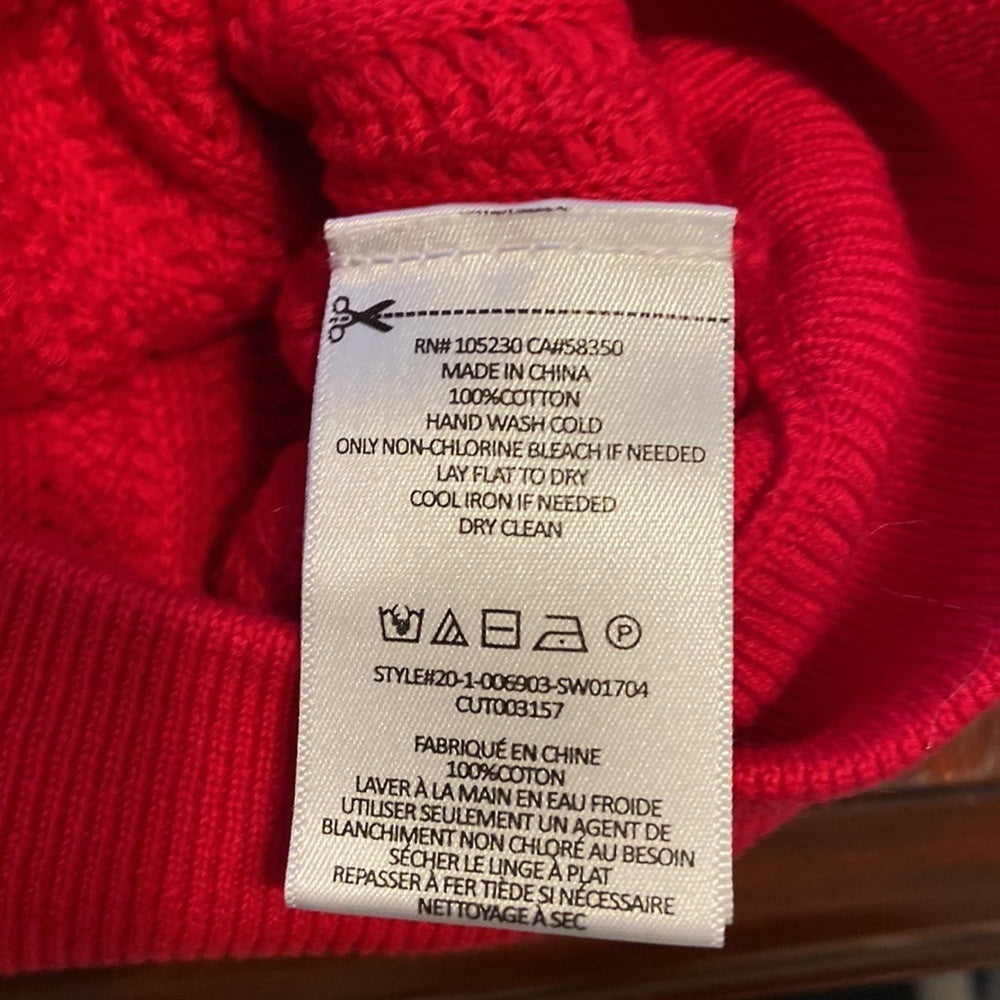 RN# 105230 CA#58350
MADE IN CHINA
100%COTTON
HAND WASH COLD
ONLY NON-CHLORINE BLEACH IF NEEDED
LAY FLAT TO DRY
COOL IRON IF NEEDED
DRY CLEAN
P
STYLE#20-1-006903-SW01704
CUT003157
FABRIQUÉ EN CHINE
100%COTON
LAVER À LA MAIN EN EAU FROIDE
UTILISER SEULEMENT UN AGENT DE
BLANCHIMENT NON CHLORÉ AU BESOIN
SÉCHER LE LINGE À PLAT
REPASSER À FER TIÈDE SI NÉCESSAIRE
NETTOYAGE À SEC